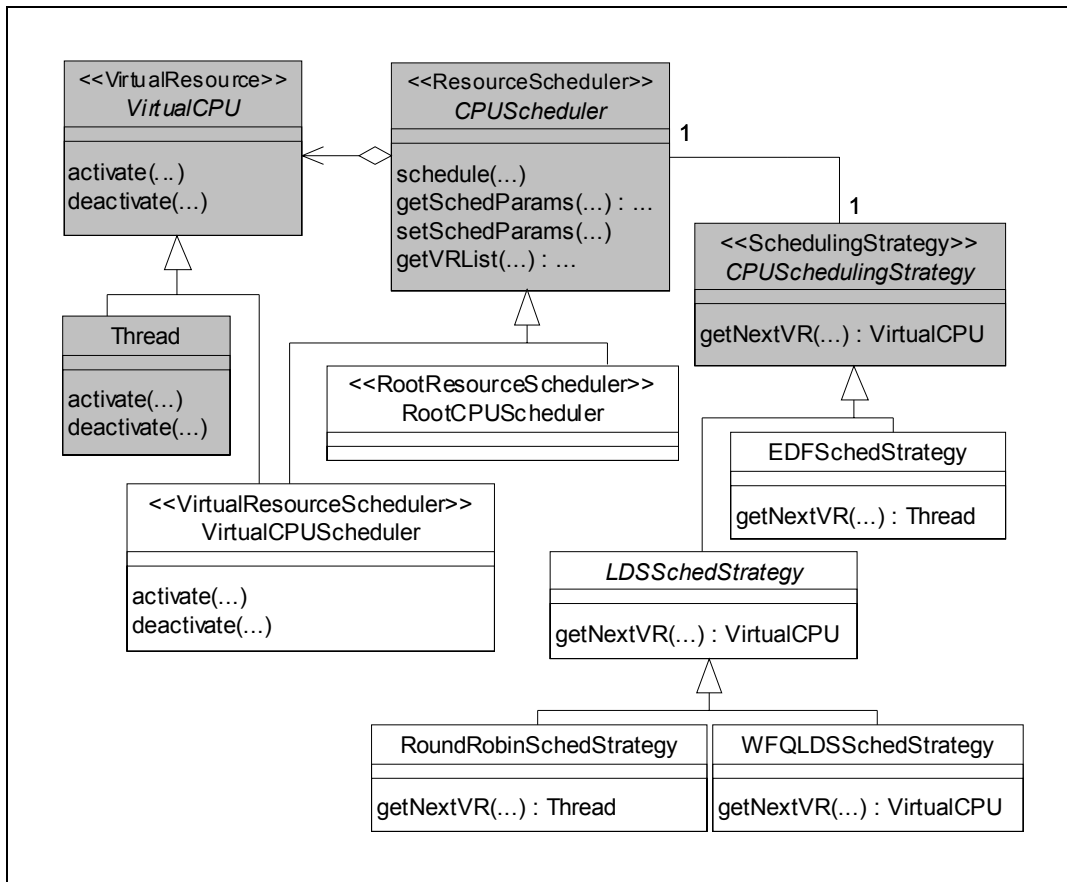 <<VirtualResource>>
VirtualCPU
activate(...)
deactivate(...)
<<ResourceScheduler>>
CPUScheduler
schedule(...)
getSchedParams(...) : ...
setSchedParams(...)
getVRList(...) : ...
1
1
<<SchedulingStrategy>>
CPUSchedulingStrategy
getNextVR(...) : VirtualCPU
Thread
activate(...)
deactivate(...)
<<RootResourceScheduler>>
RootCPUScheduler
<<VirtualResourceScheduler>>
VirtualCPUScheduler
activate(...)
deactivate(...)
EDFSchedStrategy
getNextVR(...) : Thread
LDSSchedStrategy
getNextVR(...) : VirtualCPU
RoundRobinSchedStrategy
getNextVR(...) : Thread
WFQLDSSchedStrategy
getNextVR(...) : VirtualCPU